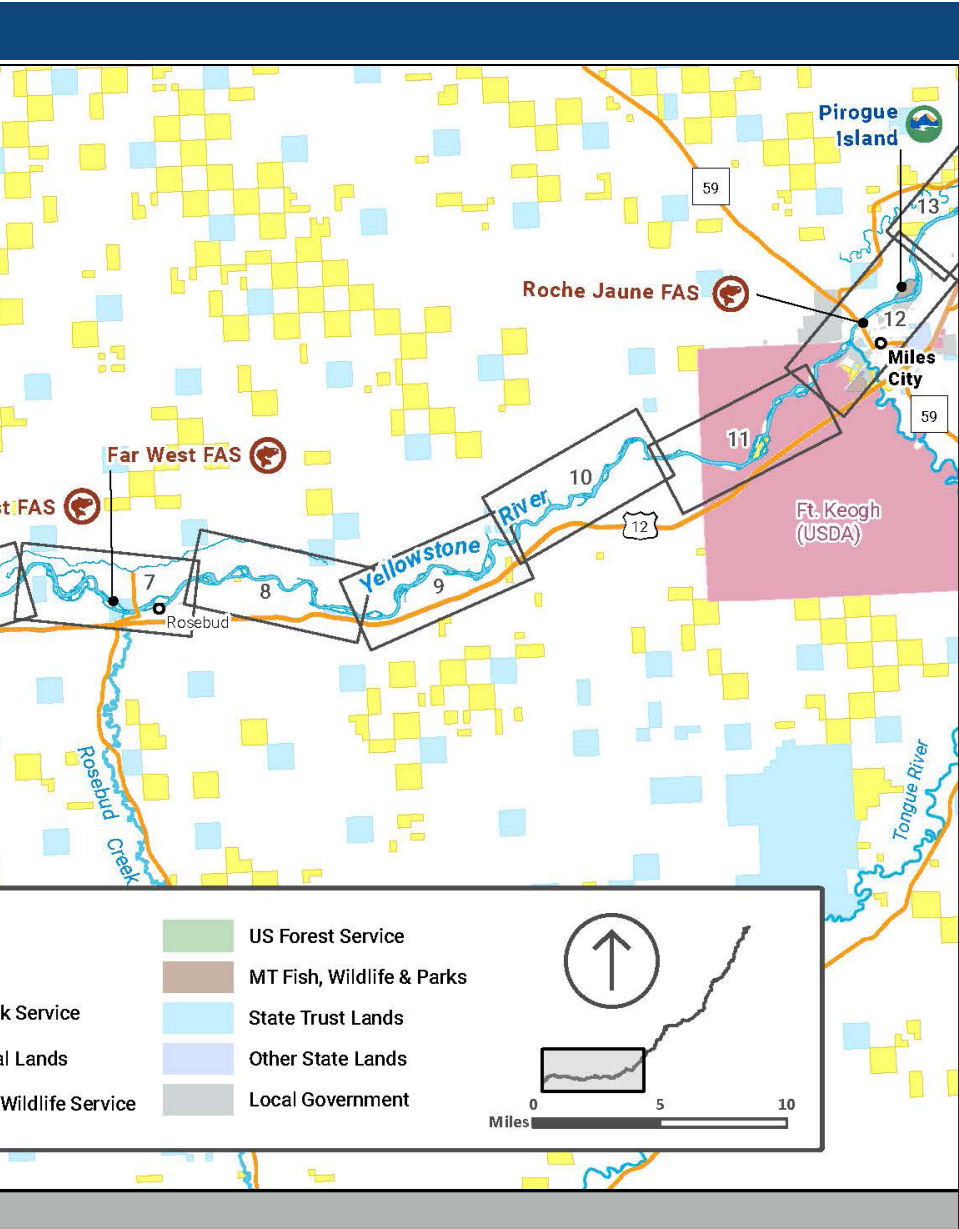 Pirogue
Island
59
13
Roche Jaune FAS
12
Miles
City
59
11
Far West FAS
10
st FAS
River
Ft. Keogh
(USDA)
12
Yellowstone
7
8
9
Rosebud
Rosebud
Creek
Tongue River
US Forest Service
MT Fish, Wildlife & Parks
k Service
State Trust Lands
al Lands
Other State Lands
Wildlife Service
Local Government
0
5
10
Miles